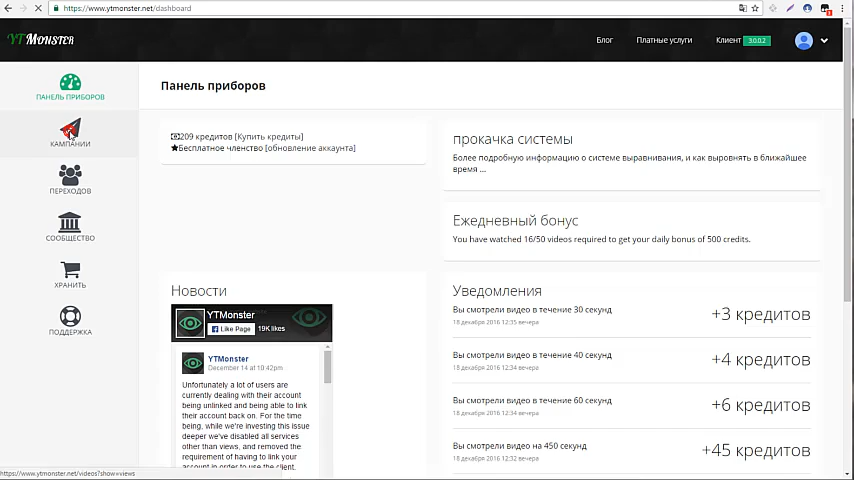 https://www.ytmonster.net/dashboard
YTMonster
Блог
Платные услуги
Клиент 3.0.0.2
ПАНЕЛЬ ПРИБОРОВ
КАМПАНИИ
ПЕРЕХОДОВ
СООБЩЕСТВО
ХРАНИТЬ
ПОДДЕРЖКА
Панель приборов
209 кредитов [Купить кредиты]
Бесплатное членство [обновление аккаунта]
прокачка системы
Более подробную информацию о системе выравнивания, и как выровнять в ближайшее
время ...
Ежедневный бонус
You have watched 16/50 videos required to get your daily bonus of 500 credits.
Новости
YTMonster
Like Page
19K likes
YTMonster
December 14 at 10:42pm
Unfortunately a lot of users are
currently dealing with their account
being unlinked and being able to link
their account back on. For the time
being, while we're investing this issue
deeper we've disabled all services
other than views, and removed the
requirement of having to link your
account in order to use the client.
Уведомления
Вы смотрели видео в течение 30 секунд
18 декабря 2016 12:35 вечера
+3 кредитов
Вы смотрели видео в течение 40 секунд
18 декабря 2016 12:34 вечера
+4 кредитов
Вы смотрели видео в течение 60 секунд
18 декабря 2016 12:34 вечера
+6 кредитов
Вы смотрели видео на 450 секунд
18 декабря 2016 12:32 вечера
+45 кредитов
https://www.ytmonster.net/videos?show=views